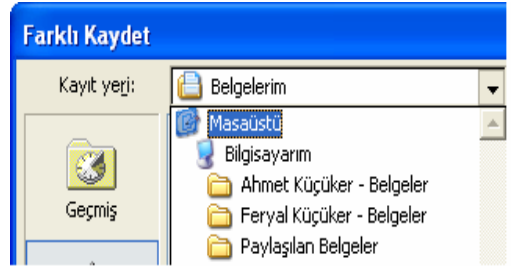 Farklı Kaydet
Kayıt yeri:
Belgelerim
Masaüstü
Bilgisayarım
Ahmet Küçüker - Belgeler
Feryal Küçüker - Belgeler
Paylaşılan Belgeler
Geçmiş